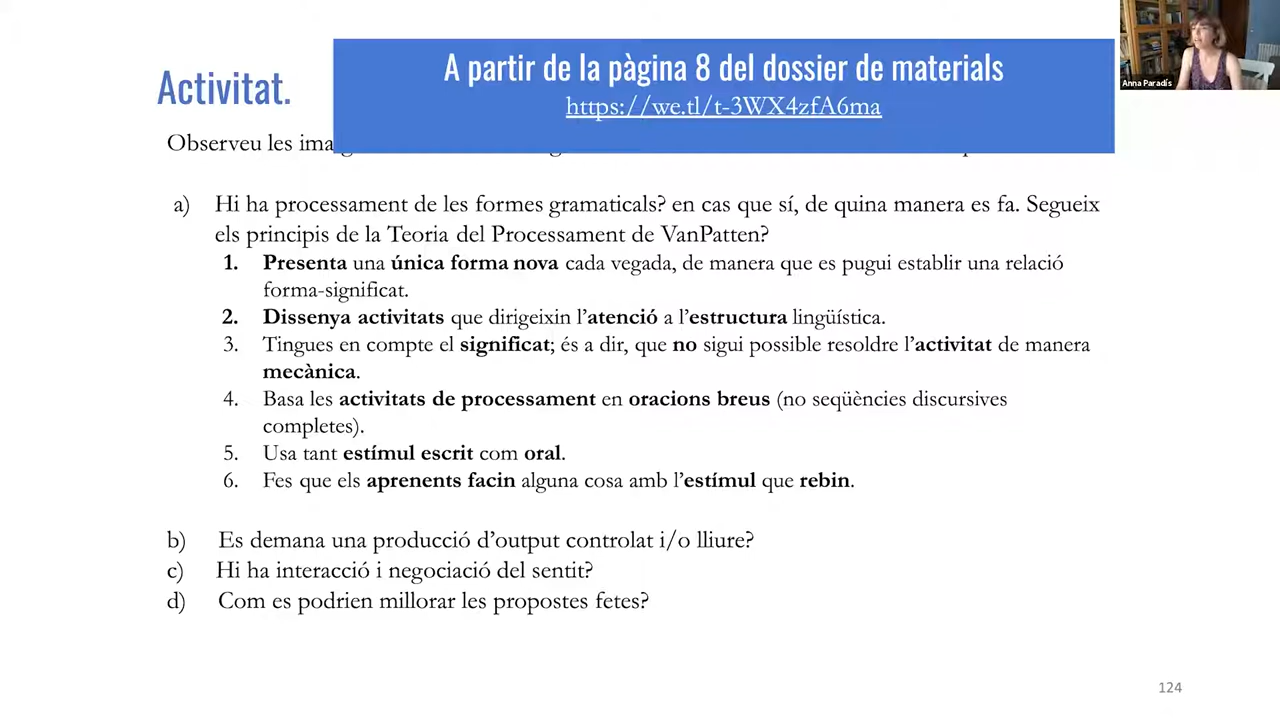 A partir de la pàgina 8 del dossier de materials
https://we.tl/t-3WX4zfA6ma
Anna Paradís
Activitat.
Observeu les
a) Hi ha processament de les formes gramaticals? en cas que sí, de quina manera es fa. Segueix
els principis de la Teoria del Processament de VanPatten?
1. Presenta una única forma nova cada vegada, de manera que es pugui establir una relació
forma-significat.
2. Dissenya activitats que dirigeixin l’atenció a l’estructura lingüística.
3. Tingues en compte el significat; és a dir, que no sigui possible resoldre l’activitat de manera
mecànica.
4. Basa les activitats de processament en oracions breus (no seqüències discursives
completes).
5. Usa tant estímul escrit com oral.
6. Fes que els aprenents facin alguna cosa amb l’estímul que rebin.
b) Es demana una producció d’output controlat i/o lliure?
c) Hi ha interacció i negociació del sentit?
d) Com es podrien millorar les propostes fetes?
124